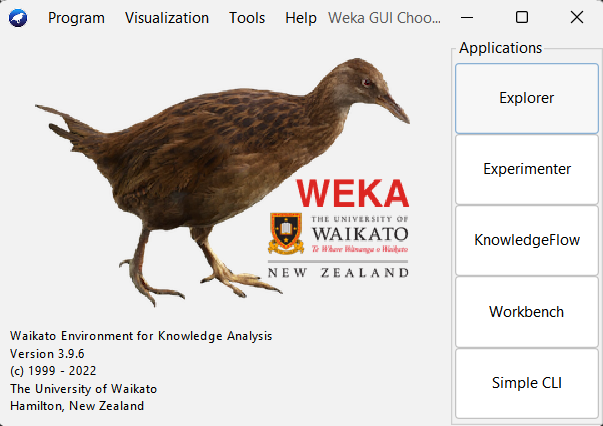 Program Visualization Tools Help Weka GUI Choo...
Applications
Explorer
Experimenter
KnowledgeFlow
Workbench
Simple CLI
WEKA
THE UNIVERSITY OF
WAIKATO
Te Whare Wānanga o Waikato
NEW ZEALAND
Waikato Environment for Knowledge Analysis
Version 3.9.6
(c) 1999 - 2022
The University of Waikato
Hamilton, New Zealand